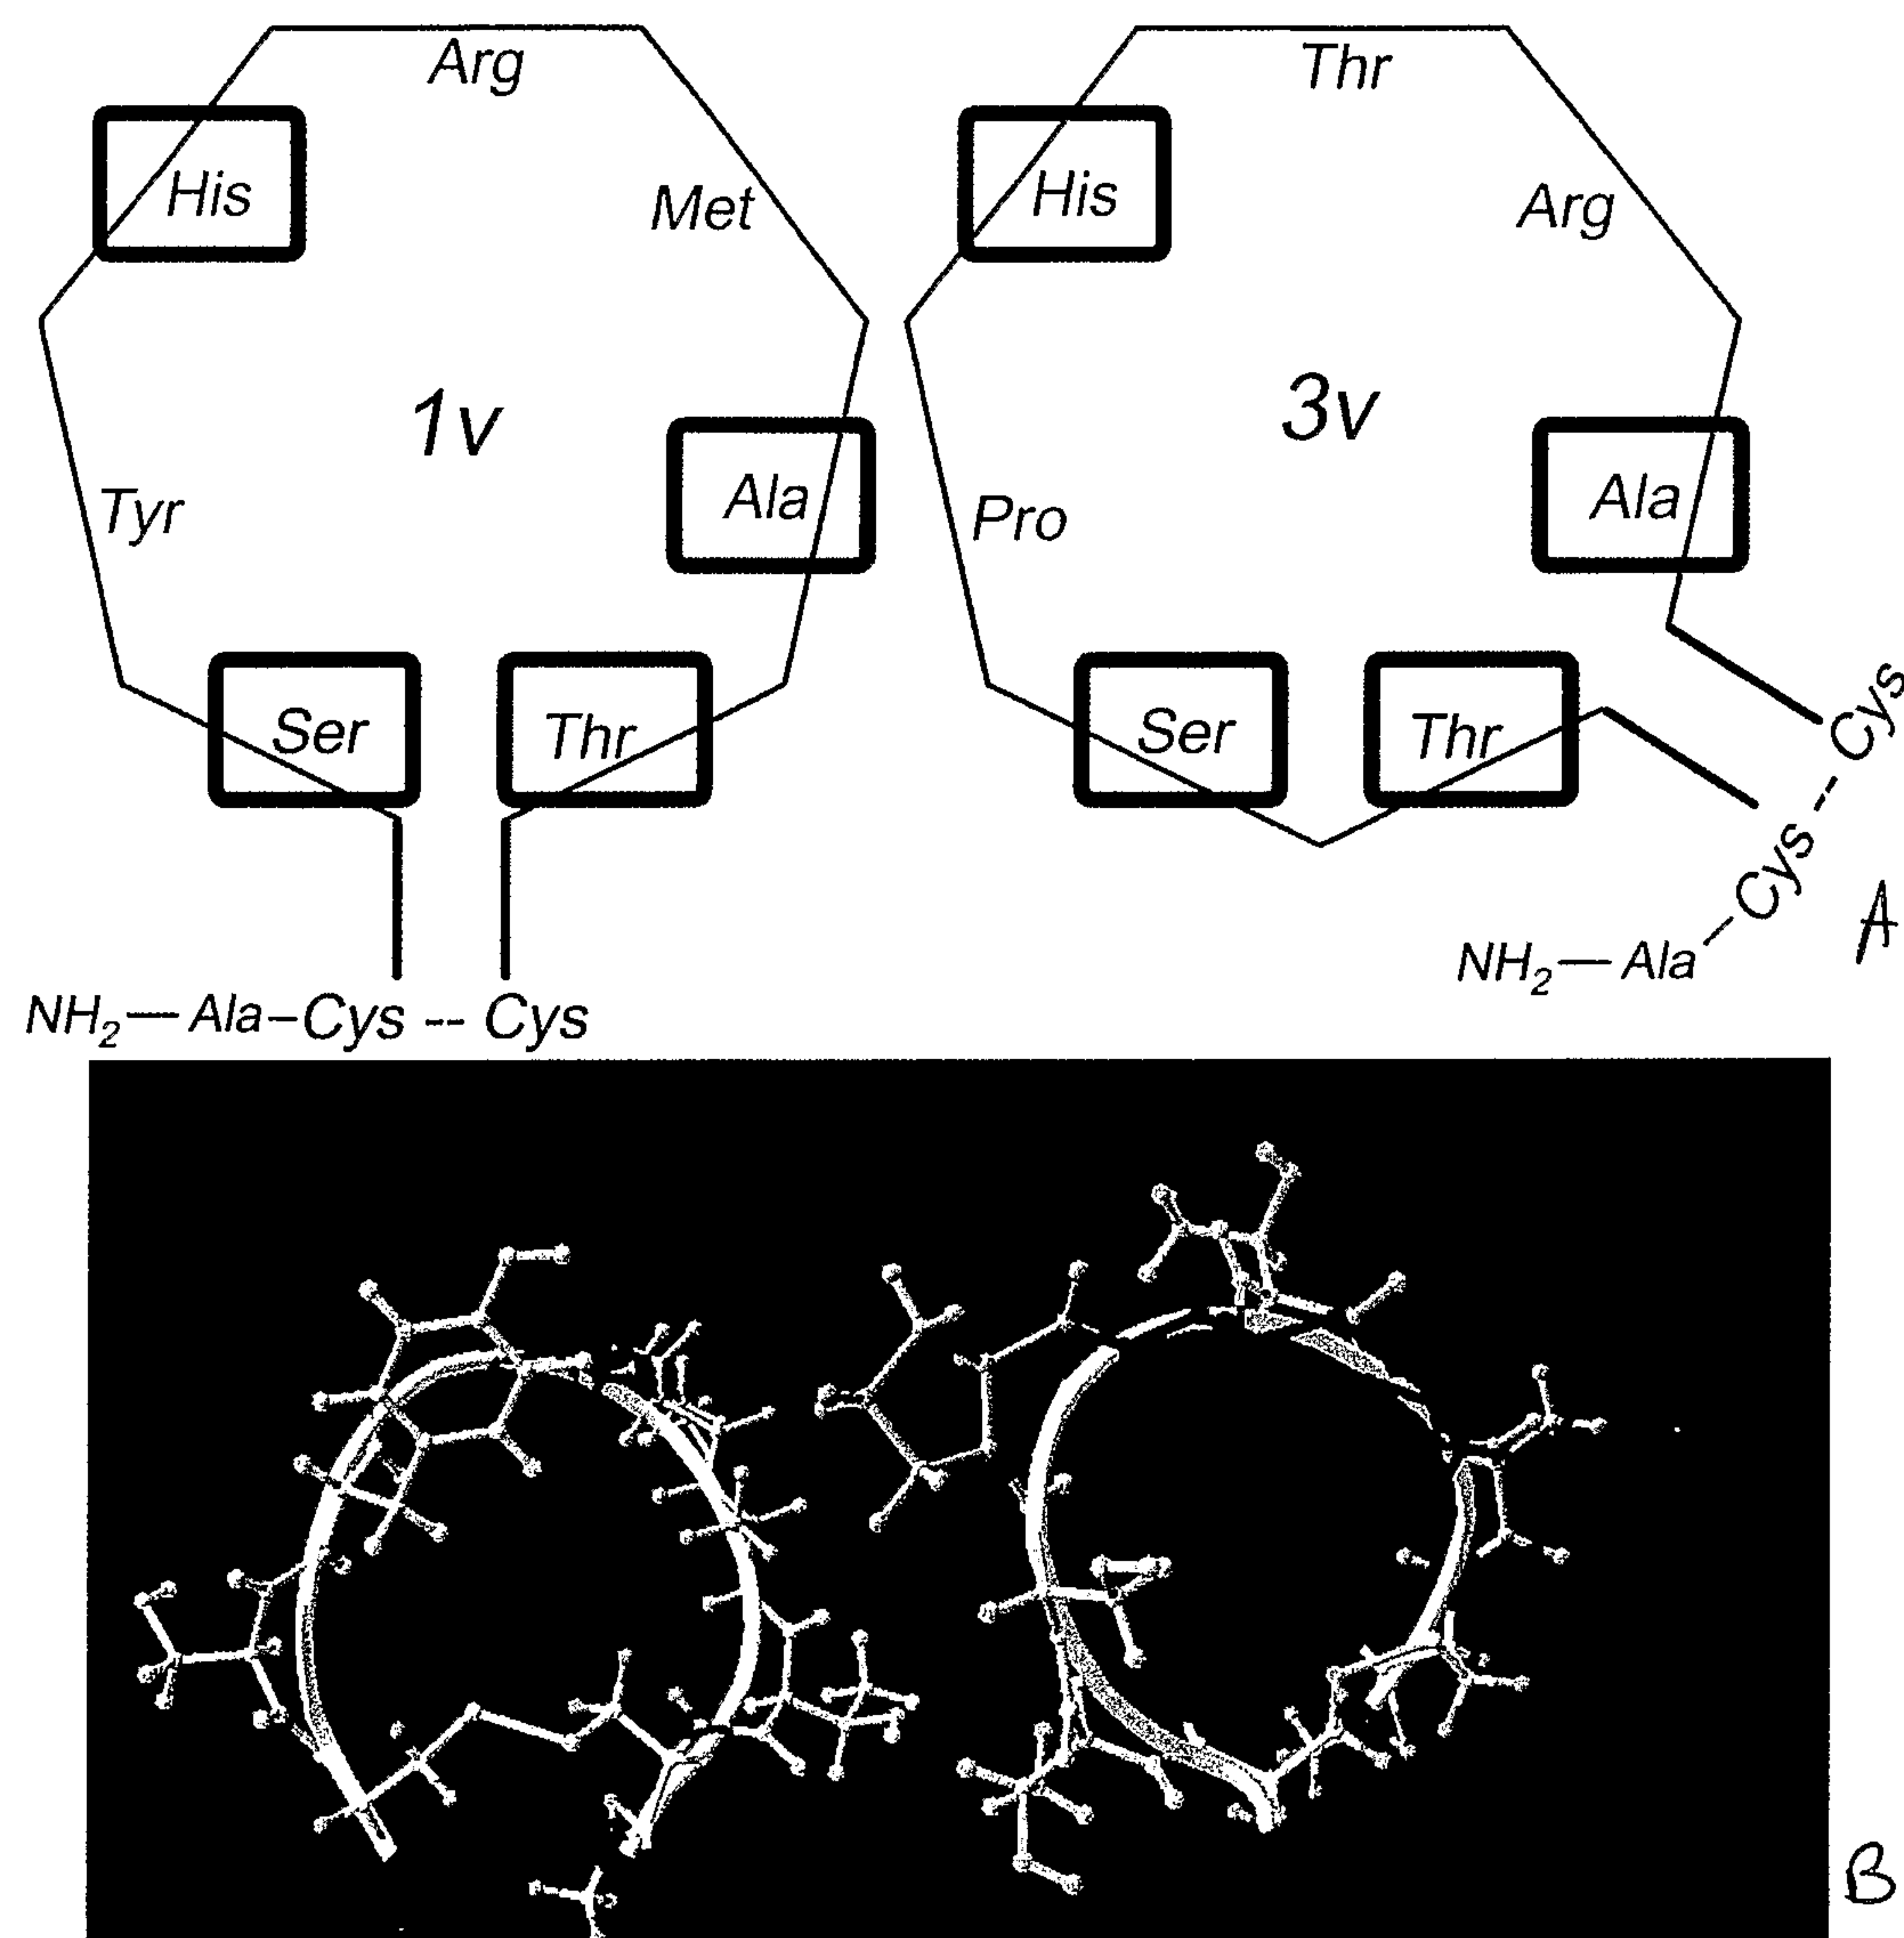 Arg
His
Met
1v
Tyr
Ala
Ser
Thr
NH2—Ala–Cys -- Cys
Thr
His
Arg
3v
Pro
Ala
Ser
Thr
NH2—Ala – Cys -- Cys
A
B